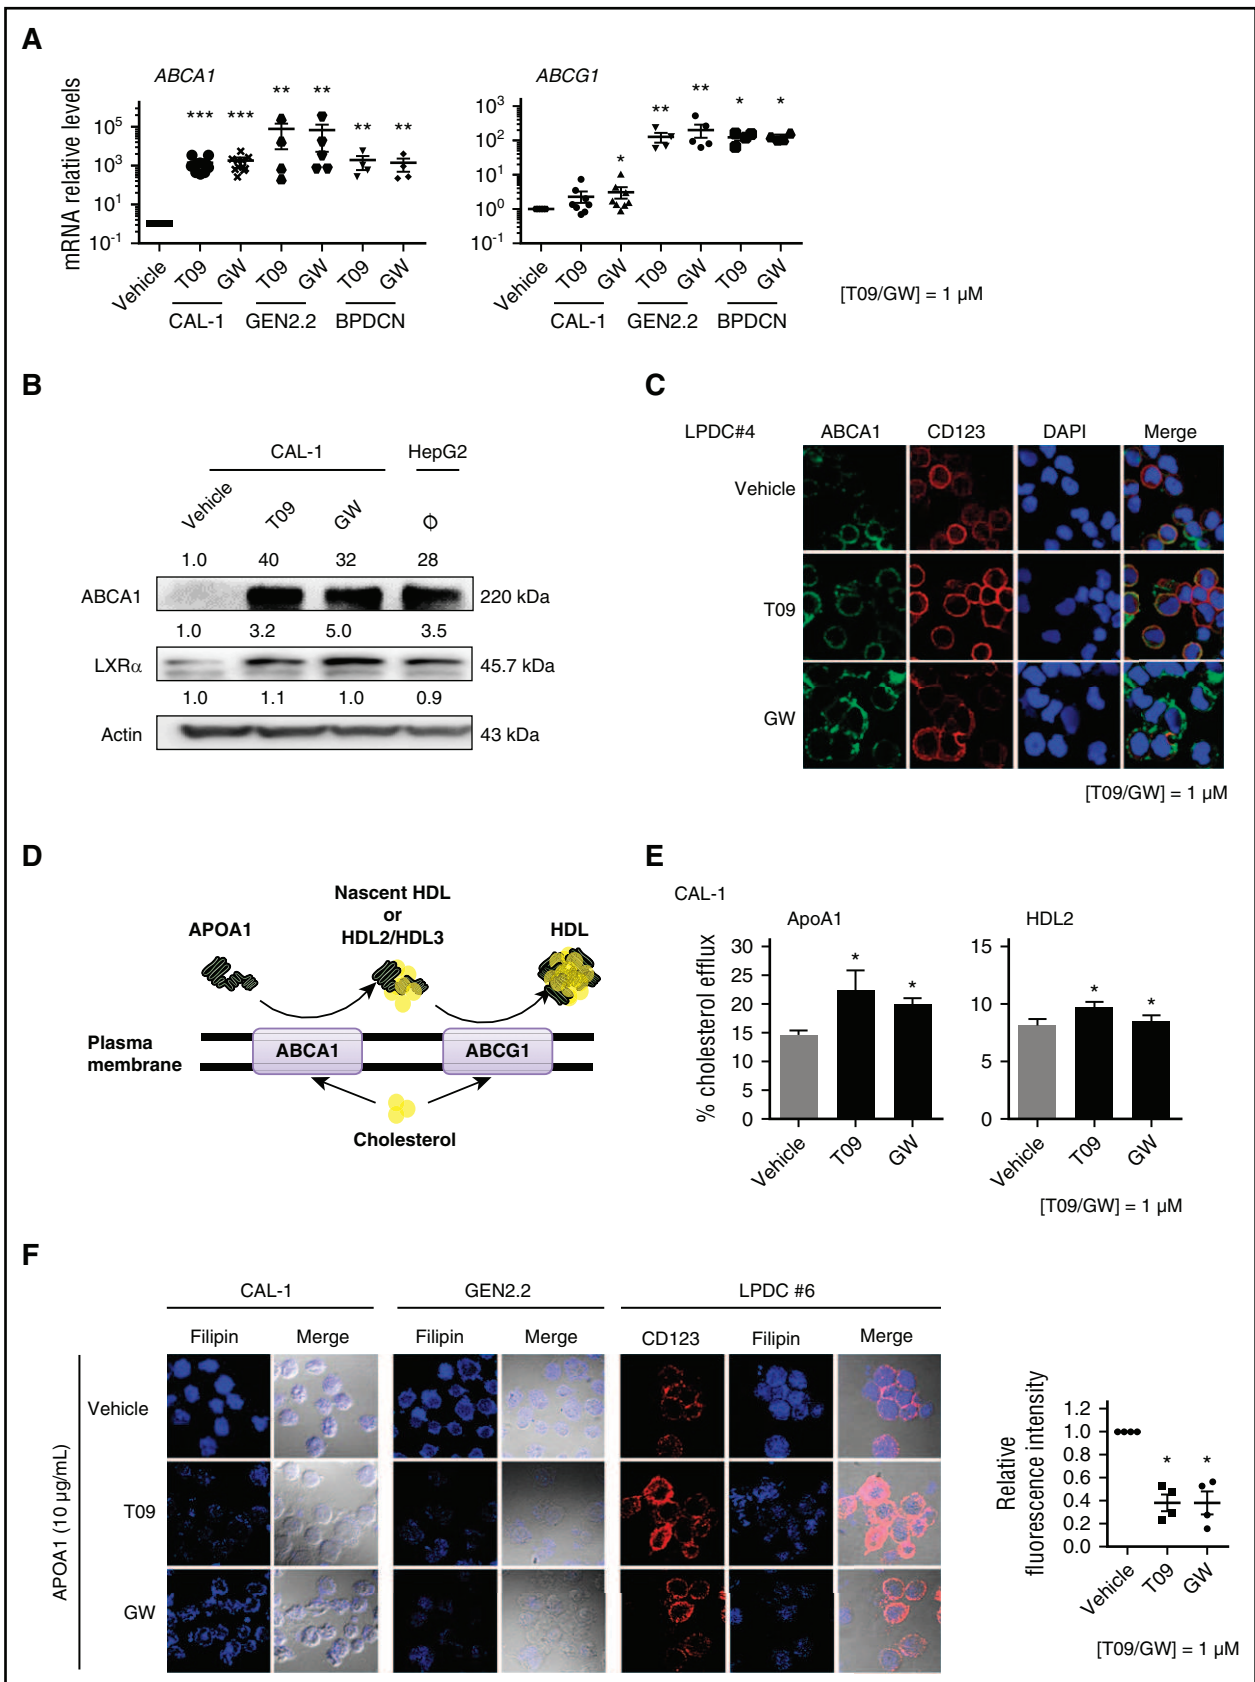 A
ABCA1
ABCG1
mRNA relative levels
10^5
10^3
10^1
10^-1
*** *** ** ** ** **
10^3
10^2
10^1
10^0
10^-1
* ** ** * *
Vehicle T09 GW T09 GW T09 GW
CAL-1 GEN2.2 BPDCN
Vehicle T09 GW T09 GW T09 GW
CAL-1 GEN2.2 BPDCN
[T09/GW] = 1 µM
B
CAL-1 HepG2
Vehicle T09 GW Φ
1.0 40 32 28
ABCA1 220 kDa
1.0 3.2 5.0 3.5
LXRα 45.7 kDa
1.0 1.1 1.0 0.9
Actin 43 kDa
C
LPDC#4 ABCA1 CD123 DAPI Merge
Vehicle
T09
GW
[T09/GW] = 1 µM
D
APOA1
Nascent HDL
or
HDL2/HDL3
HDL
Plasma
membrane
ABCA1 ABCG1
Cholesterol
E
CAL-1
ApoA1
HDL2
% cholesterol efflux
30
25
20
15
10
5
0
* *
15
10
5
0
* *
Vehicle T09 GW
Vehicle T09 GW
[T09/GW] = 1 µM
F
CAL-1 GEN2.2 LPDC #6
Filipin Merge Filipin Merge CD123 Filipin Merge
APOA1 (10 µg/mL)
Vehicle
T09
GW
Relative
fluorescence intensity
1.2
1.0
0.8
0.6
0.4
0.2
0.0
* *
Vehicle T09 GW
[T09/GW] = 1 µM